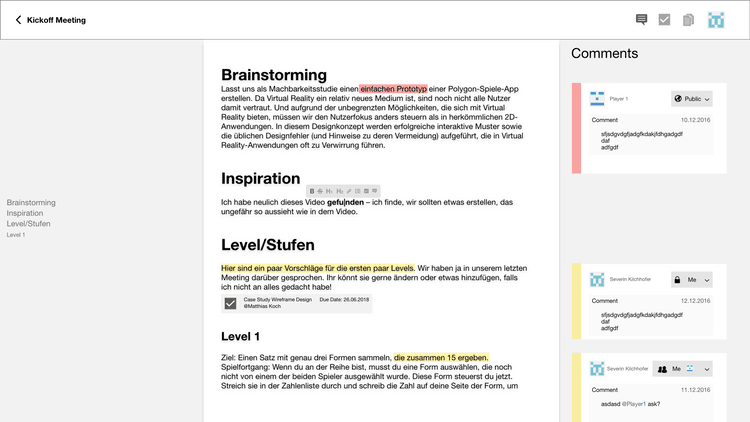 Kickoff Meeting
Comments
Brainstorming
Lasst uns als Machbarkeitsstudie einen einfachen Prototyp einer Polygon-Spiele-App
erstellen. Da Virtual Reality ein relativ neues Medium ist, sind noch nicht alle Nutzer
damit vertraut. Und aufgrund der unbegrenzten Möglichkeiten, die sich mit Virtual
Reality bieten, müssen wir den Nutzerfokus anders steuern als in herkömmlichen 2D-
Anwendungen. In diesem Designkonzept werden erfolgreiche interaktive Muster sowie
die üblichen Designfehler (und Hinweise zu deren Vermeidung) aufgeführt, die in Virtual
Reality-Anwendungen oft zu Verwirrung führen.
Inspiration
B S H₁ H₂
Ich habe neulich dieses Video gefunden – ich finde, wir sollten etwas erstellen, das
ungefähr so aussieht wie in dem Video.
Level/Stufen
Hier sind ein paar Vorschläge für die ersten paar Levels. Wir haben ja in unserem letzten
Meeting darüber gesprochen. Ihr könnt sie gerne ändern oder etwas hinzufügen, falls
ich nicht an alles gedacht habe!
Case Study Wireframe Design Due Date: 26.06.2018
@Matthias Koch
Level 1
Ziel: Einen Satz mit genau drei Formen sammeln, die zusammen 15 ergeben.
Spielfortgang: Wenn du an der Reihe bist, musst du eine Form auswählen, die noch
nicht von einem der beiden Spieler ausgewählt wurde. Diese Form steuerst du jetzt.
Streich sie in der Zahlenliste durch und schreib die Zahl auf deine Seite der Form, um
Brainstorming
Inspiration
Level/Stufen
Level 1
Player 1
Public
Comment 10.12.2016
sfjsdgvdgfjadgfkdakjfdhgadgdf
daf
adfgdf
Severin Kilchhofer
Me
Comment 12.12.2016
sfjsdgvdgfjadgfkdakjfdhgadgdf
daf
adfgdf
Severin Kilchhofer
Me
Comment 11.12.2016
asdasd @Player1 ask?